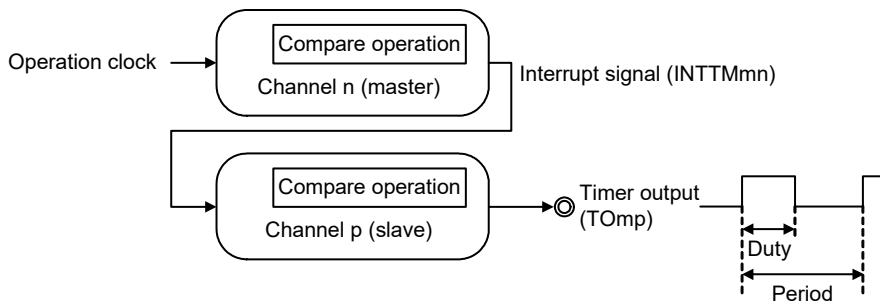 Compare operation
Operation clock
Channel n (master)
Interrupt signal (INTTMmn)
Compare operation
Channel p (slave)
Timer output
(TOmp)
Duty
Period